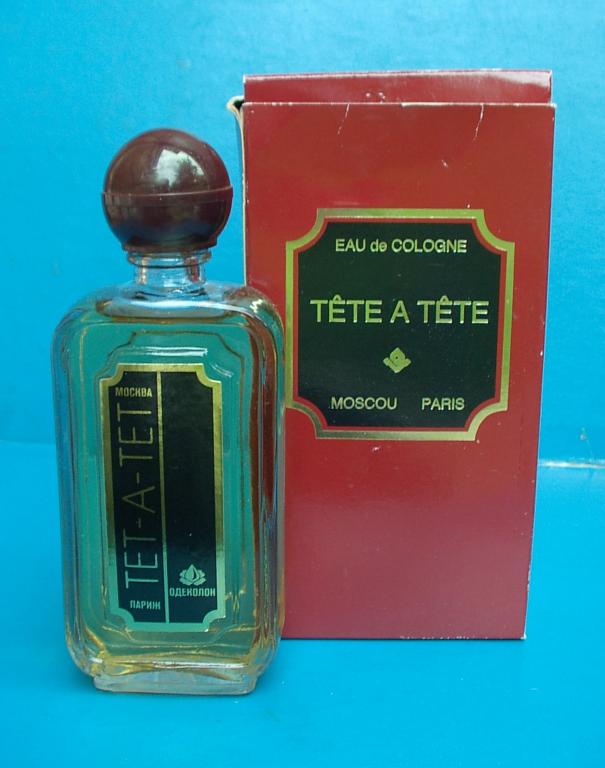 МОСКВА
ТЕТ-А-ТЕТ
ПАРИЖ
ОДЕКОЛОН
EAU de COLOGNE
TÊTE A TÊTE
MOSCOU PARIS